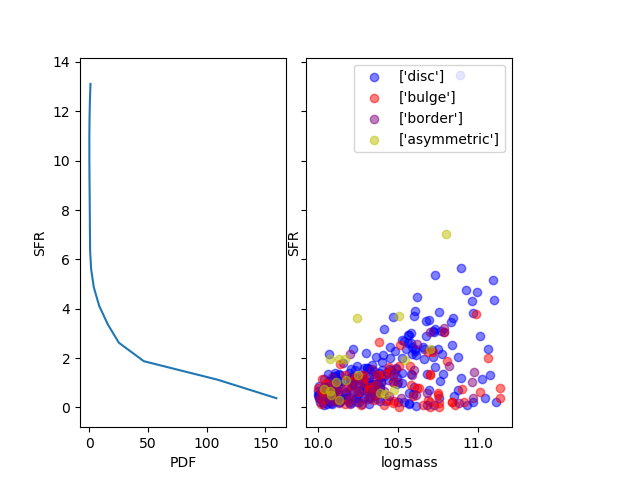 14
12
10
8
6
4
2
0
SFR
0
50
100
150
PDF
['disc']
['bulge']
['border']
['asymmetric']
SFR
10.0
10.5
11.0
logmass